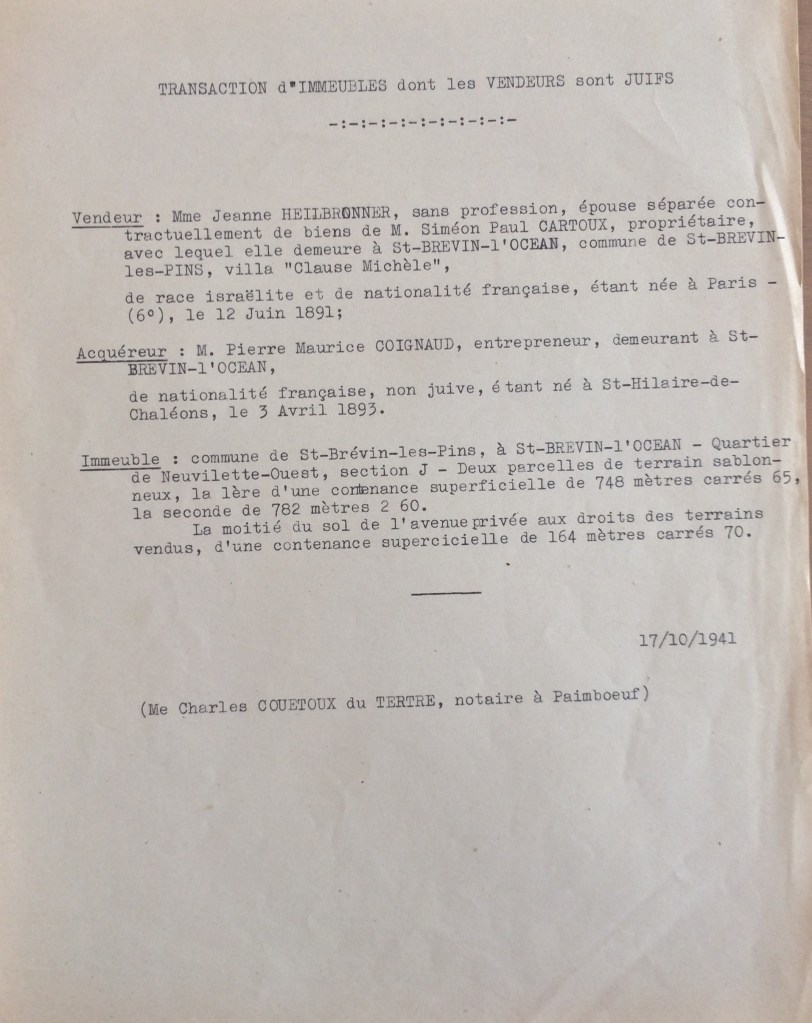 TRANSACTION d"IMMEUBLES dont les VENDEURS sont JUIFS
-:-:-:-:-:-:-:-:-:-
Vendeur : Mme Jeanne HEILBRONNER, sans profession, épouse séparée con-
tractuellement de biens de M. Siméon Paul CARTOUX, propriétaire,
avec lequel elle demeure à St-BREVIN-l'OCEAN, commune de St-BREVIN-
les-PINS, villa "Clause Michèle",
de race israëlite et de nationalité française, étant née à Paris -
(6°), le 12 Juin 1891;
Acquéreur : M. Pierre Maurice COIGNAUD, entrepreneur, demeurant à St-
BREVIN-l'OCEAN,
de nationalité française, non juive, étant né à St-Hilaire-de-
Chaléons, le 3 Avril 1893.
Immeuble : commune de St-Brévin-les-Pins, à St-BREVIN-l'OCEAN - Quartier
de Neuvilette-Ouest, section J - Deux parcelles de terrain sablon-
neux, la lère d'une contenance superficielle de 748 mètres carrés 65,
la seconde de 782 mètres 2 60.
La moitié du sol de l'avenue privée aux droits des terrains
vendus, d'une contenance supercicielle de 164 mètres carrés 70.
17/10/1941
(Me Charles COUETOUX du TERTRE, notaire à Paimboeuf)